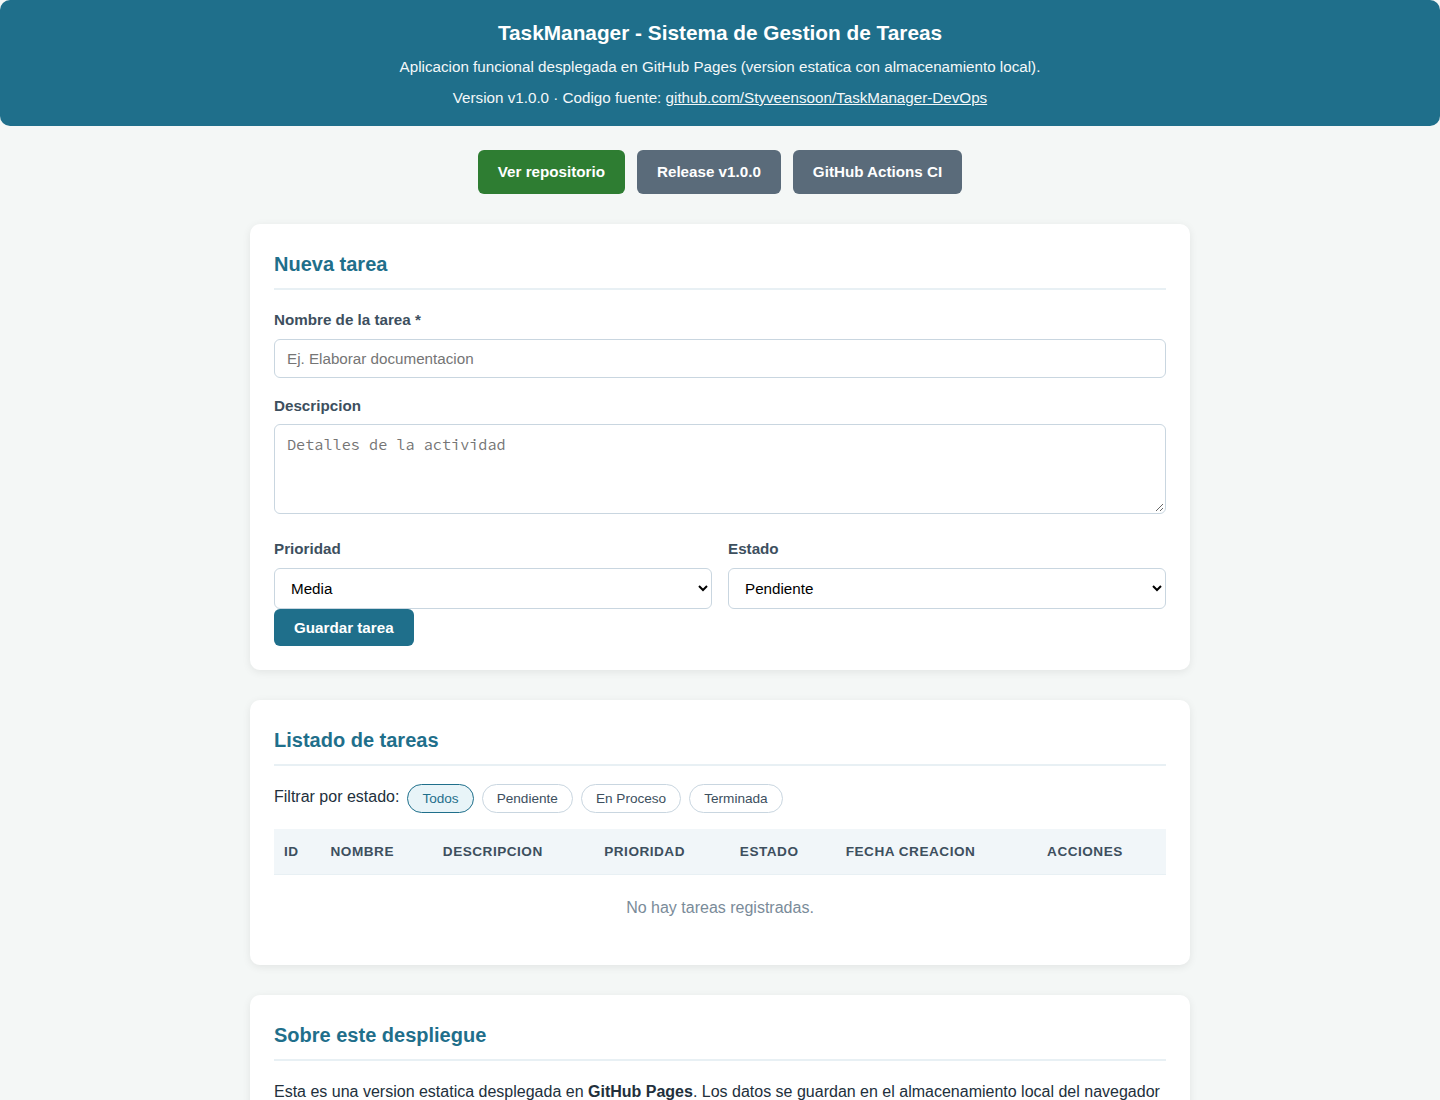 TaskManager - Sistema de Gestion de Tareas
Aplicacion funcional desplegada en GitHub Pages (version estatica con almacenamiento local).
Version v1.0.0 · Codigo fuente: github.com/Styveensoon/TaskManager-DevOps
Ver repositorio Release v1.0.0 GitHub Actions CI
Nueva tarea
Nombre de la tarea *
Ej. Elaborar documentacion
Descripcion
Detalles de la actividad
Prioridad Estado
Media Pendiente
Guardar tarea
Listado de tareas
Filtrar por estado: Todos Pendiente En Proceso Terminada
ID NOMBRE DESCRIPCION PRIORIDAD ESTADO FECHA CREACION ACCIONES
No hay tareas registradas.
Sobre este despliegue
Esta es una version estatica desplegada en GitHub Pages. Los datos se guardan en el almacenamiento local del navegador